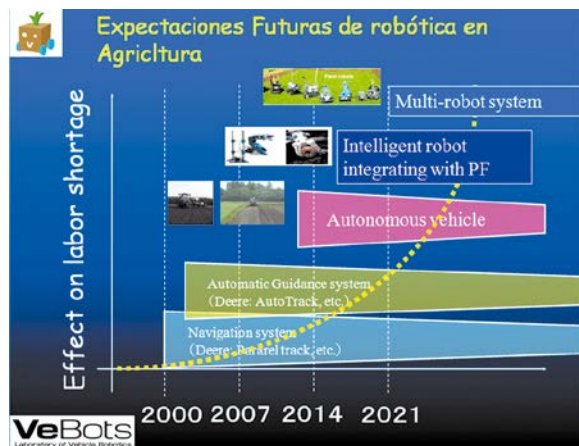 Expectaciones Futuras de robótica en
Agricltura
Multi-robot system
Intelligent robot
integrating with PF
Autonomous vehicle
Automatic Guidance system
(Deere: AutoTrack, etc.)
Navigation system
(Deere: Pararel track, etc.)
Effect on labor shortage
2000 2007 2014 2021
VeBots
Laboratory of Vehicle Robotics